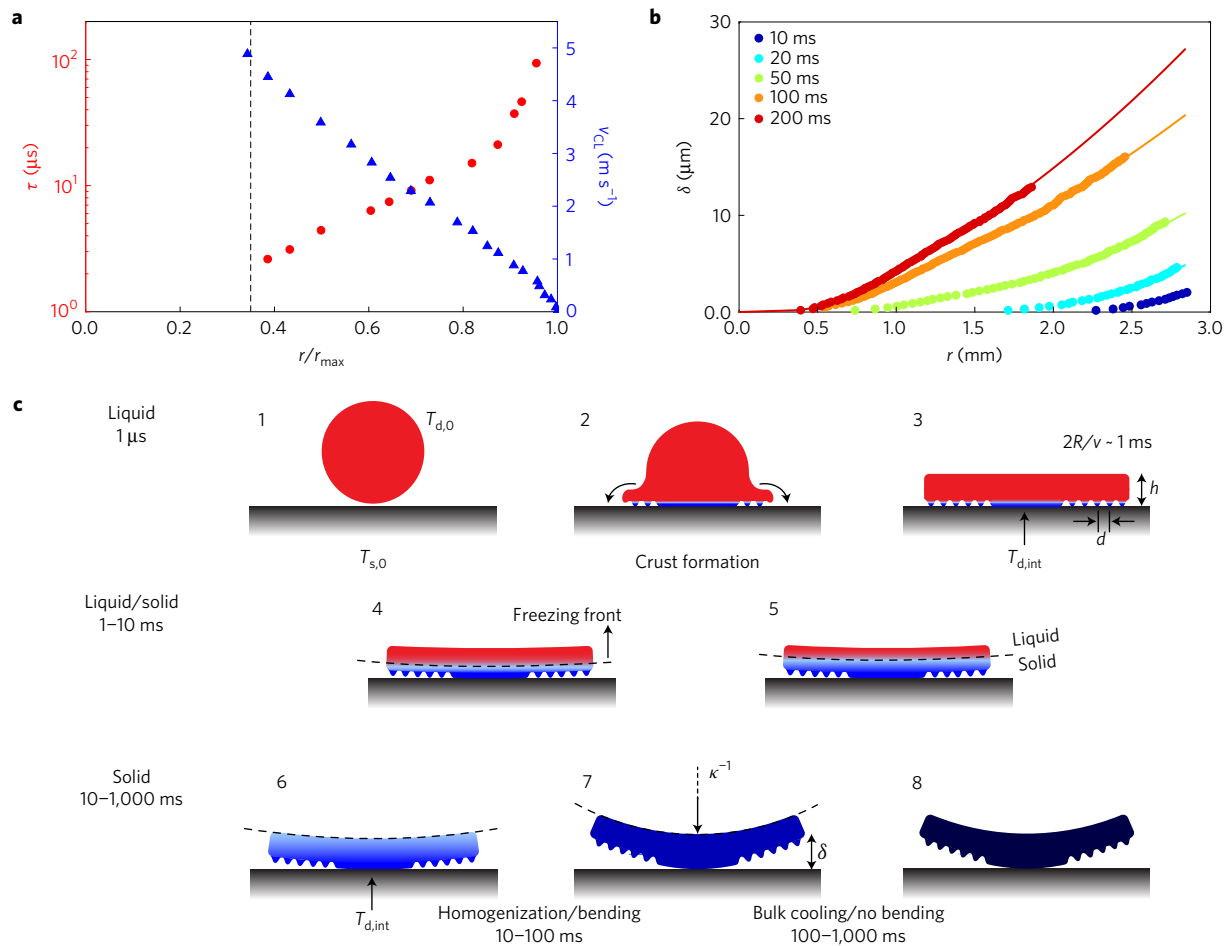 a
τ (μs)
10²
10¹
10⁰
0.0 0.2 0.4 0.6 0.8 1.0
r/r_max
5
4
3
2
1
0
v_CL (m s⁻¹)
b
δ (μm)
30
20
10
0.0
10 ms
20 ms
50 ms
100 ms
200 ms
0.0 0.5 1.0 1.5 2.0 2.5 3.0
r (mm)
c
Liquid
1 μs
1
T_d,0
T_s,0
2
Crust formation
3
2R/v ~ 1 ms
h
d
T_d,int
Liquid/solid
1–10 ms
4
Freezing front
5
Liquid
Solid
Solid
10–1,000 ms
6
T_d,int
7
κ⁻¹
δ
8
Homogenization/bending
10–100 ms
Bulk cooling/no bending
100–1,000 ms